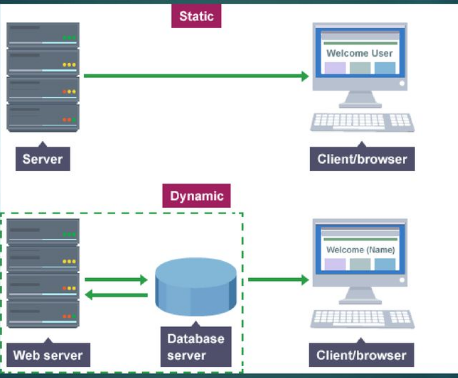 Static
Welcome User
Server
Client/browser
Dynamic
Welcome (Name)
Web server
Database
server
Client/browser